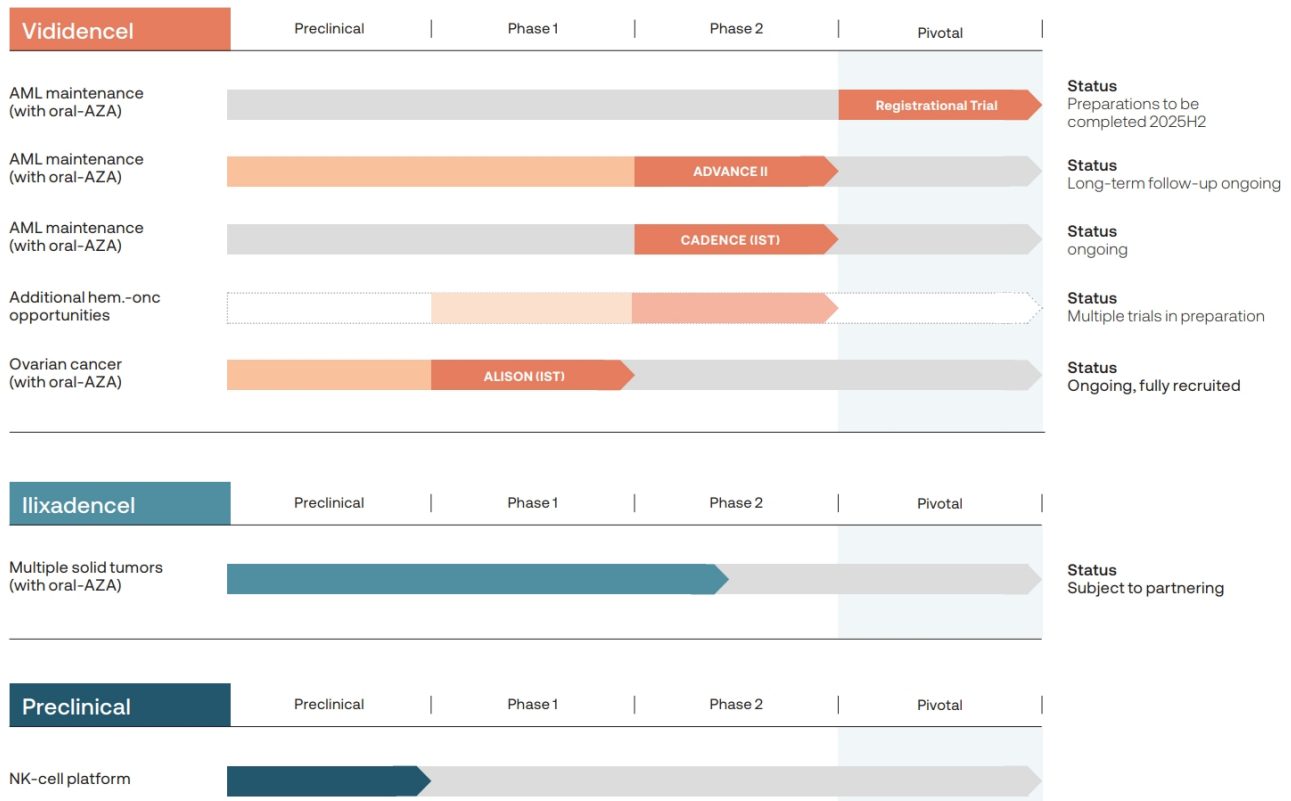 Vididencel
Preclinical
Phase 1
Phase 2
Pivotal
AML maintenance
(with oral-AZA)
Registrational Trial
Status
Preparations to be
completed 2025H2
AML maintenance
(with oral-AZA)
ADVANCE II
Status
Long-term follow-up ongoing
AML maintenance
(with oral-AZA)
CADENCE (IST)
Status
ongoing
Additional hem.-onc
opportunities
Status
Multiple trials in preparation
Ovarian cancer
(with oral-AZA)
ALISON (IST)
Status
Ongoing, fully recruited
Ilixadencel
Preclinical
Phase 1
Phase 2
Pivotal
Multiple solid tumors
(with oral-AZA)
Status
Subject to partnering
Preclinical
Preclinical
Phase 1
Phase 2
Pivotal
NK-cell platform